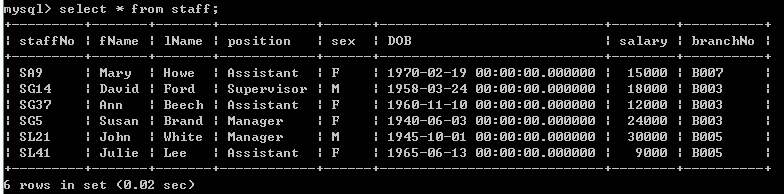 mysql> select * from staff;
+---------+-------+-------+------------+------+----------------------------+--------+----------+
| staffNo | fName | lName | position | sex | DOB | salary | branchNo |
+---------+-------+-------+------------+------+----------------------------+--------+----------+
| SA9 | Mary | Howe | Assistant | F | 1970-02-19 00:00:00.000000 | 15000 | B007 |
| SG14 | David | Ford | Supervisor | M | 1958-03-24 00:00:00.000000 | 18000 | B003 |
| SG37 | Ann | Beech | Assistant | F | 1960-11-10 00:00:00.000000 | 12000 | B003 |
| SG5 | Susan | Brand | Manager | F | 1940-06-03 00:00:00.000000 | 24000 | B003 |
| SL21 | John | White | Manager | M | 1945-10-01 00:00:00.000000 | 30000 | B005 |
| SL41 | Julie | Lee | Assistant | F | 1965-06-13 00:00:00.000000 | 9000 | B005 |
+---------+-------+-------+------------+------+----------------------------+--------+----------+
6 rows in set (0.02 sec)